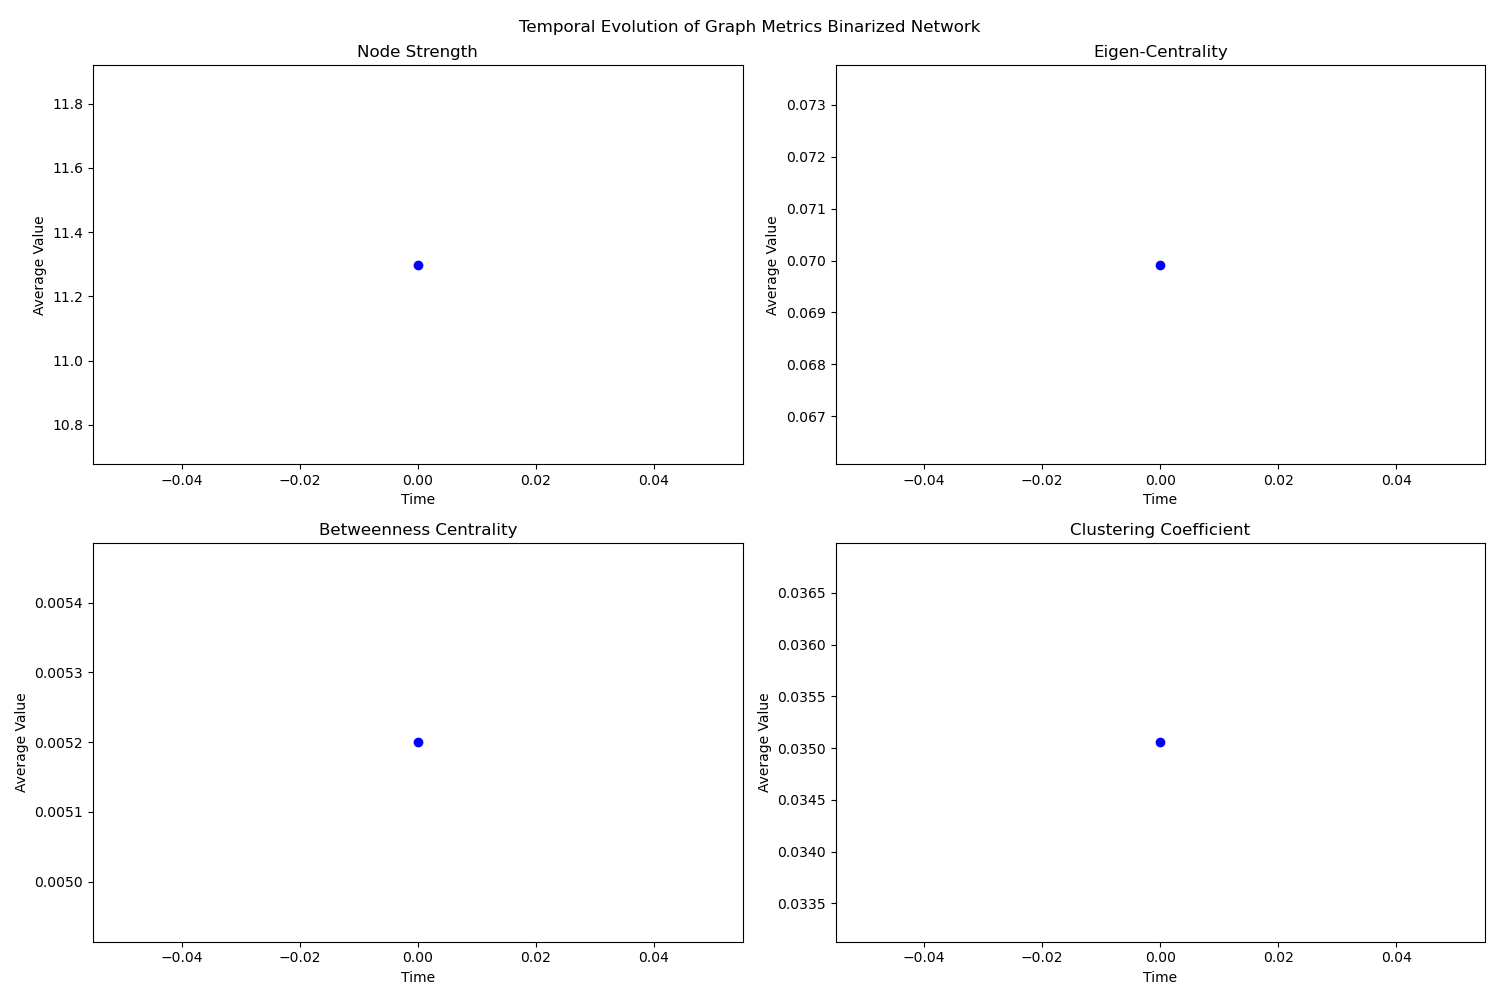 Temporal Evolution of Graph Metrics Binarized Network
Node Strength
11.8
11.6
11.4
11.2
11.0
10.8
Average Value
−0.04 −0.02 0.00 0.02 0.04
Time
Eigen-Centrality
0.073
0.072
0.071
0.070
0.069
0.068
0.067
Average Value
−0.04 −0.02 0.00 0.02 0.04
Time
Betweenness Centrality
0.0054
0.0053
0.0052
0.0051
0.0050
Average Value
−0.04 −0.02 0.00 0.02 0.04
Time
Clustering Coefficient
0.0365
0.0360
0.0355
0.0350
0.0345
0.0340
0.0335
Average Value
−0.04 −0.02 0.00 0.02 0.04
Time